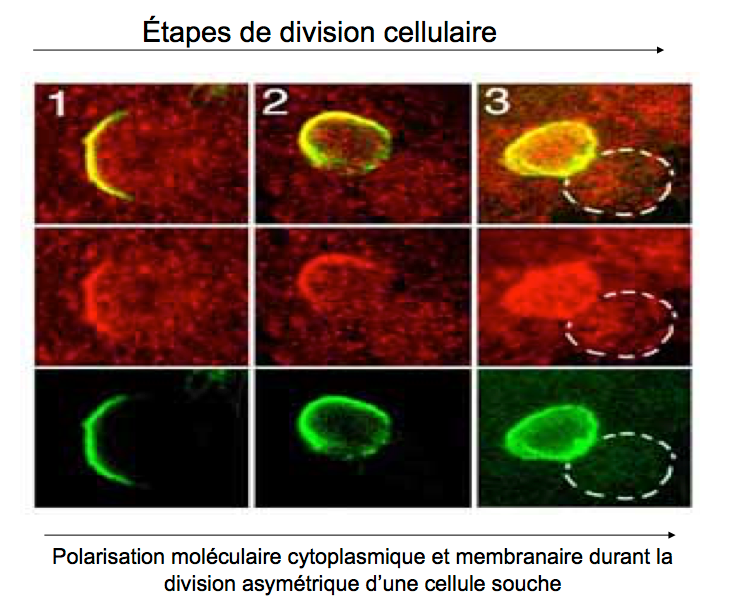 Étapes de division cellulaire
1 2 3
Polarisation moléculaire cytoplasmique et membranaire durant la
division asymétrique d’une cellule souche